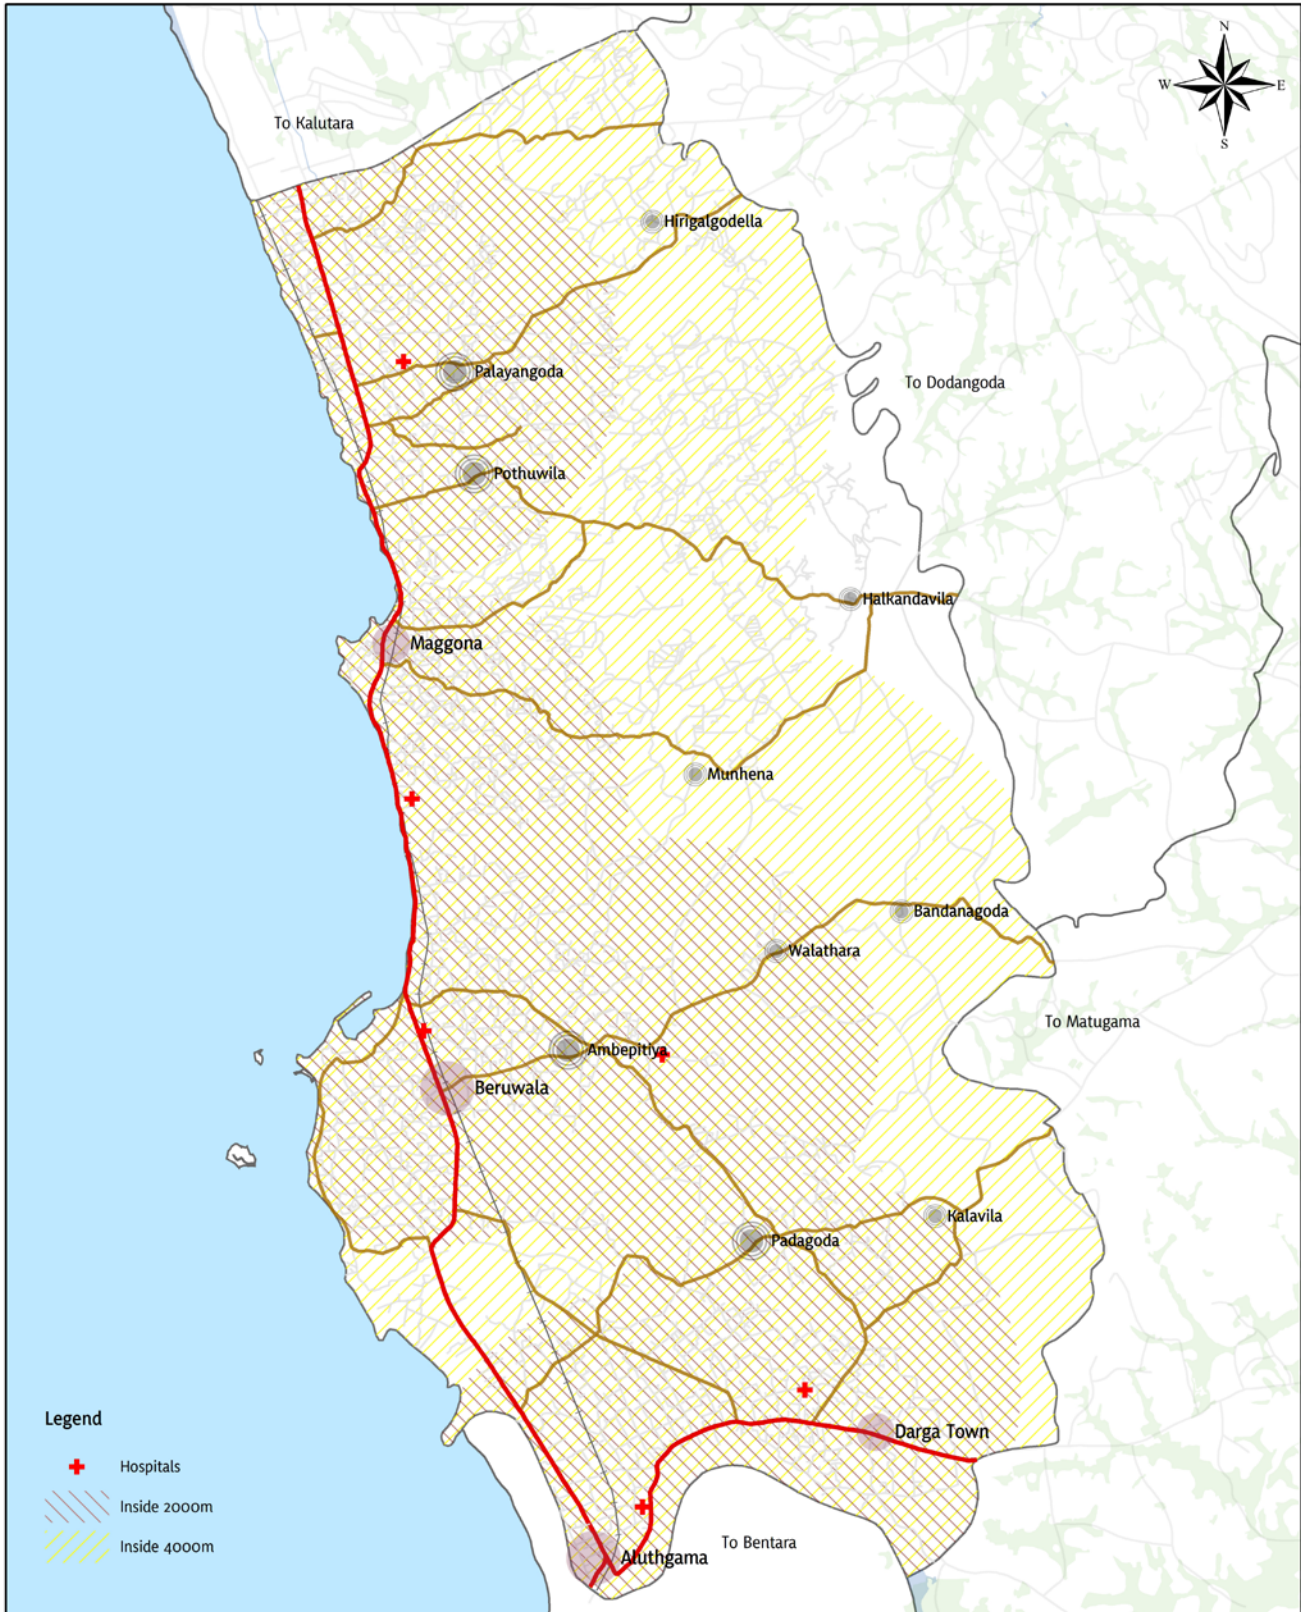 N
W
E
S
To Kalutara
Hirigalgodella
Palayangoda
To Dodangoda
Pothuwila
Halkandavila
Maggona
Munhena
Bandanagoda
Walathara
To Matugama
Ambepitiya
Beruwala
Kalavila
Padagoda
Darga Town
Aluthgama
To Bentara
Legend
Hospitals
Inside 2000m
Inside 4000m